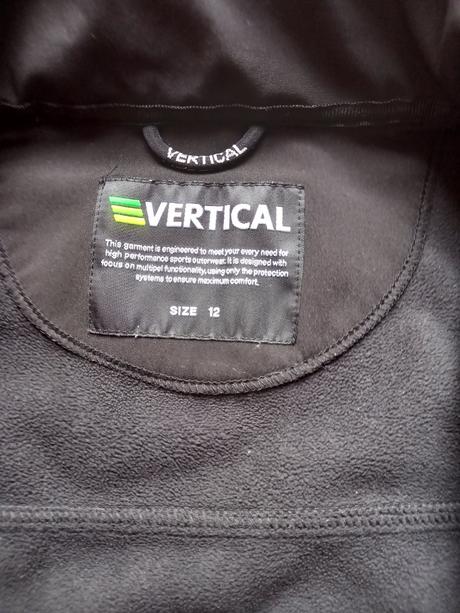 VERTICAL
VERTICAL
This garment is engineered to meet your every need for
high performance sports outerwear. It is designed with
focus on multipel functionality, using only the protection
systems to ensure maximum comfort.
SIZE 12